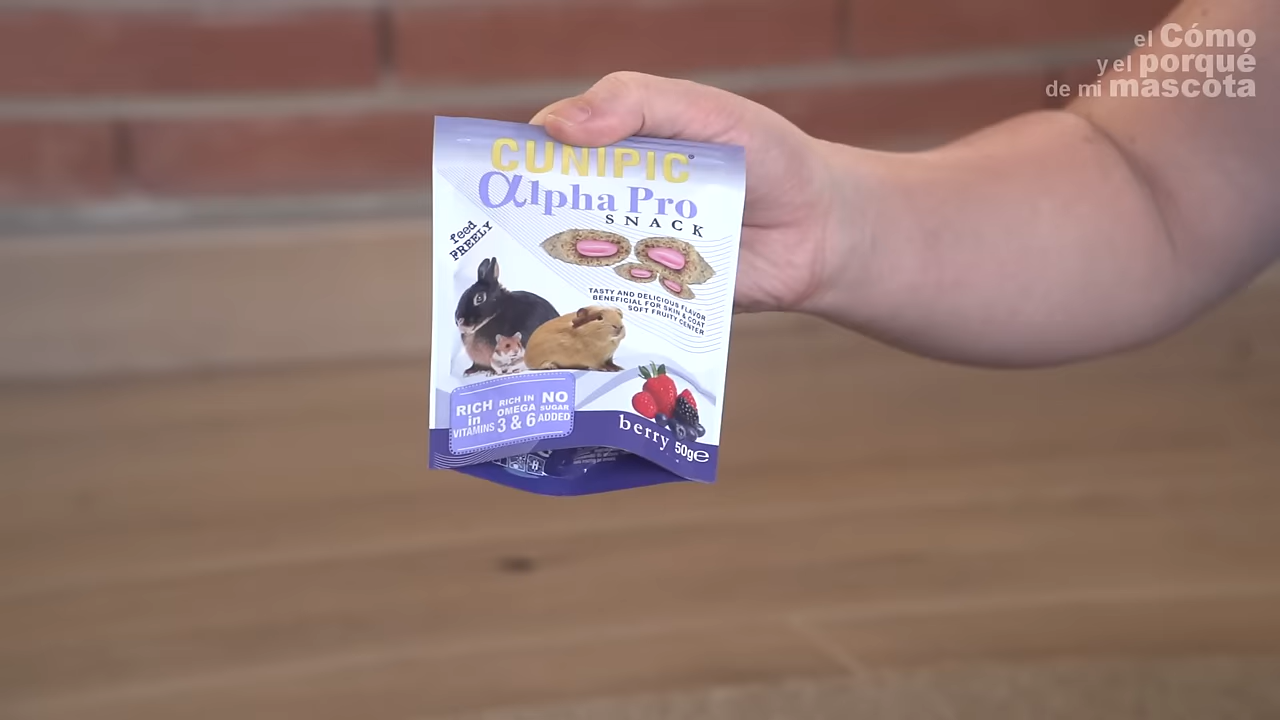 el Cómo
y el porqué
de mi mascota
CUNIPIC
αlpha Pro
SNACK
feed
FREELY
TASTY AND DELICIOUS FLAVOR
BENEFICIAL FOR SKIN & COAT
SOFT FRUITY CENTER
RICH
in
VITAMINS
RICH IN
OMEGA
3 & 6
NO
SUGAR
ADDED
berry 50g℮